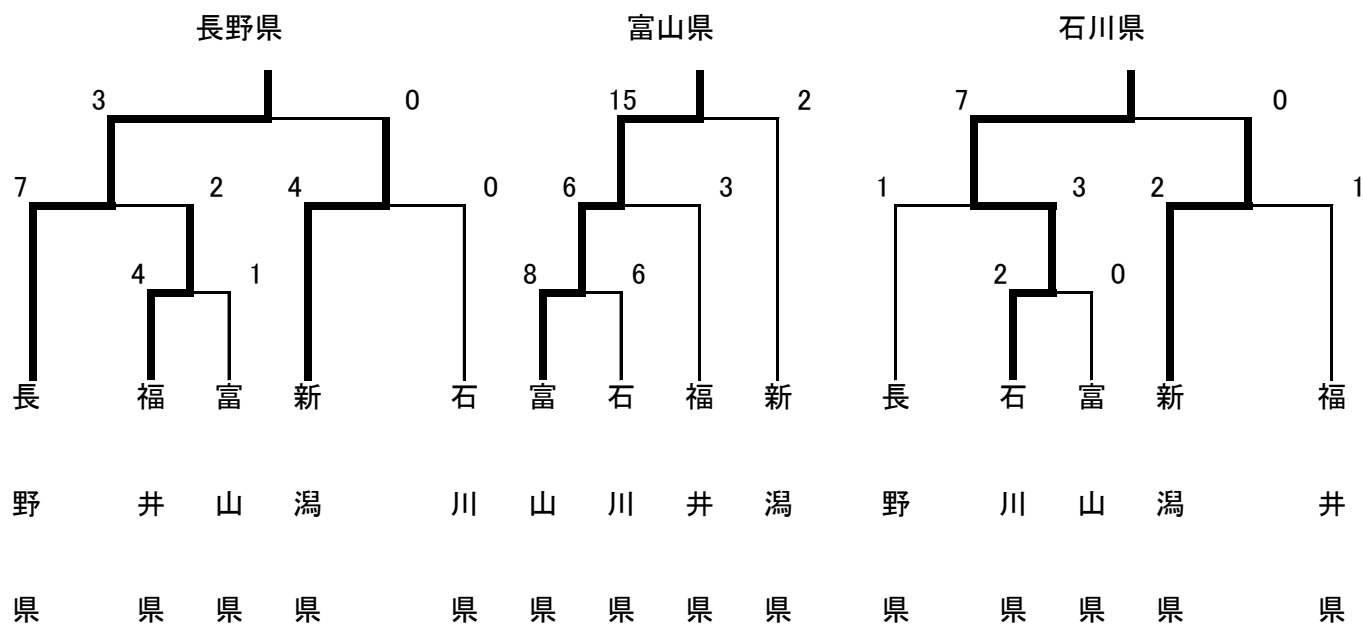 長野県 富山県 石川県
3 0 15 2 7 0
7 2 4 0 6 3 1 3 2 1
4 1 8 6 2 0
長野県 福井県 富山県 新潟県 石川県 富山県 石川県 福井県 新潟県 長野県 石川県 富山県 新潟県 福井県